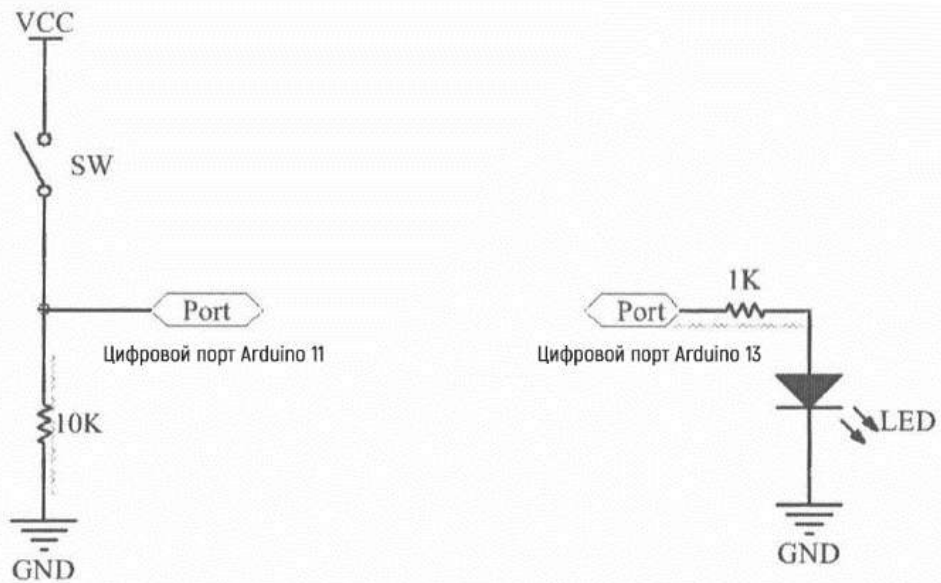 VCC
SW
Port
Цифровой порт Arduino 11
10K
GND
1K
Port
Цифровой порт Arduino 13
LED
GND